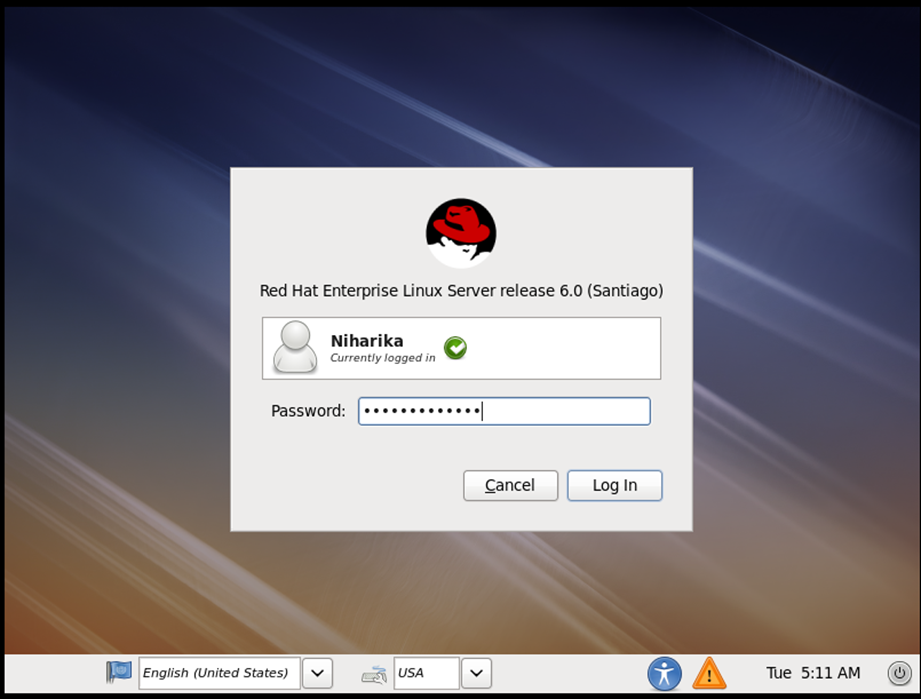 Red Hat Enterprise Linux Server release 6.0 (Santiago)
Niharika
Currently logged in
Password: •••••••••••••
Cancel Log In
English (United States) USA Tue 5:11 AM